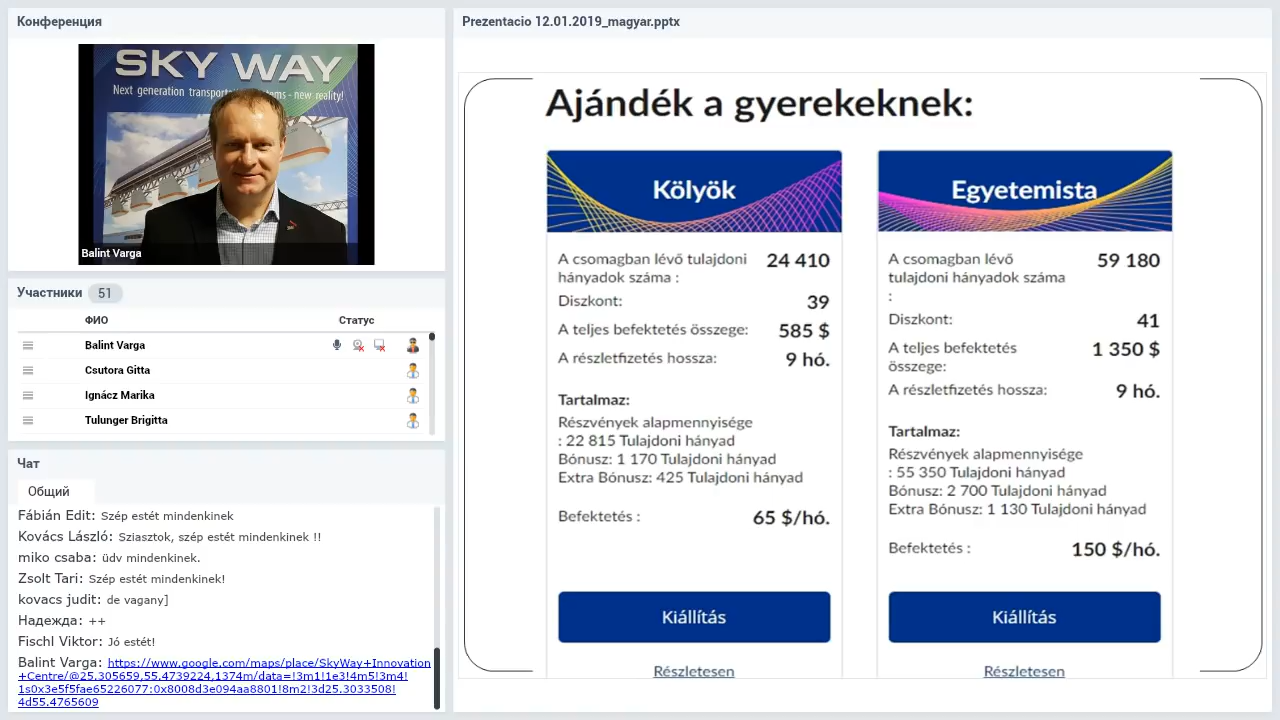 Конференция
SKY WAY
Next generation
- new reality!
Balint Varga
Участники 51
ФИО Статус
Balint Varga
Csutora Gitta
Ignácz Marika
Tulunger Brigitta
Чат
Общий
Fábián Edit: Szép estét mindenkinek
Kovács László: Sziasztok, szép estét mindenkinek !!
miko csaba: üdv mindenkinek.
Zsolt Tari: Szép estét mindenkinek!
kovacs judit: de vagany]
Надежда: ++
Fischl Viktor: Jó estét!
Balint Varga: https://www.google.com/maps/place/SkyWay+Innovation
+Centre/@25.305659,55.4739224,1374m/data=!3m1!1e3!4m5!3m4!
1s0x3e5f5fae65226077:0x8008d3e094aa8801!8m2!3d25.3033508!
4d55.4765609
Prezentacio 12.01.2019_magyar.pptx
Ajándék a gyerekeknek:
Kölyök
A csomagban lévő tulajdoni 24 410
hányadok száma :
Diszkont: 39
A teljes befektetés összege: 585 $
A részletfizetés hossza: 9 hó.
Tartalmaz:
Részvények alapmennyisége
: 22 815 Tulajdoni hányad
Bónusz: 1 170 Tulajdoni hányad
Extra Bónusz: 425 Tulajdoni hányad
Befektetés : 65 $/hó.
Kiállítás
Részletesen
Egyetemista
A csomagban lévő 59 180
tulajdoni hányadok száma
:
Diszkont: 41
A teljes befektetés 1 350 $
összege:
A részletfizetés hossza: 9 hó.
Tartalmaz:
Részvények alapmennyisége
: 55 350 Tulajdoni hányad
Bónusz: 2 700 Tulajdoni hányad
Extra Bónusz: 1 130 Tulajdoni hányad
Befektetés : 150 $/hó.
Kiállítás
Részletesen